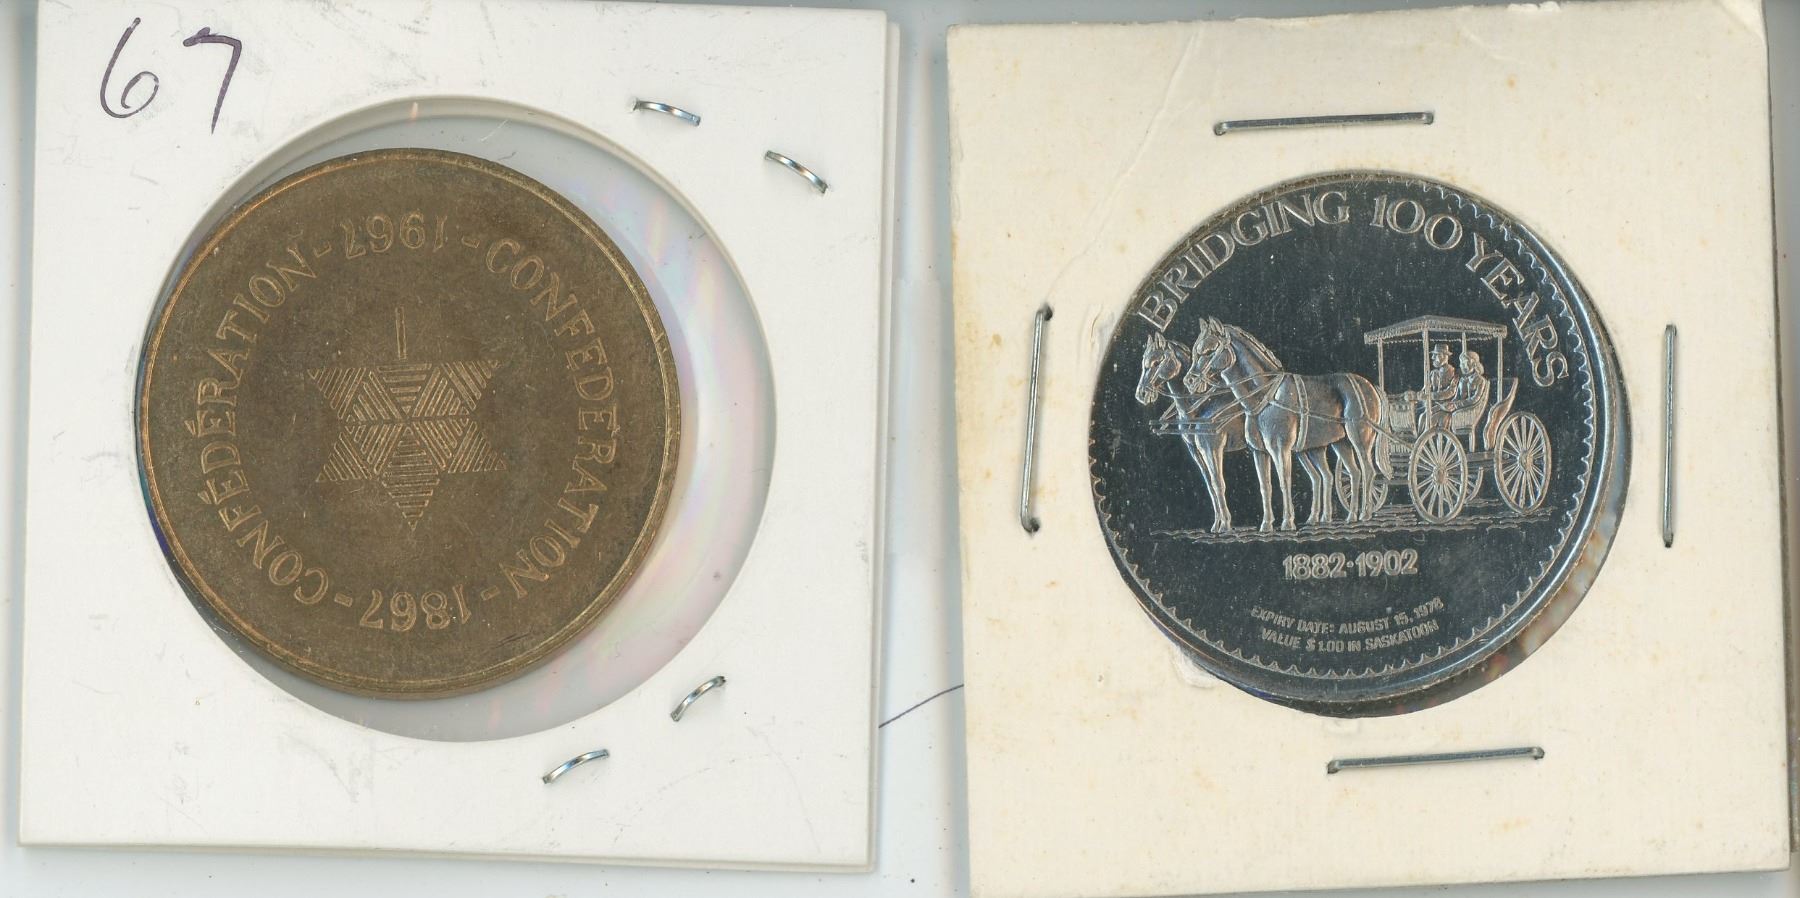 67
CONFÉDÉRATION - 1967 - CONFEDERATION - 1867 -
BRIDGING 100 YEARS
1882·1902
EXPIRY DATE: AUGUST 15, 1978
VALUE $1.00 IN SASKATOON